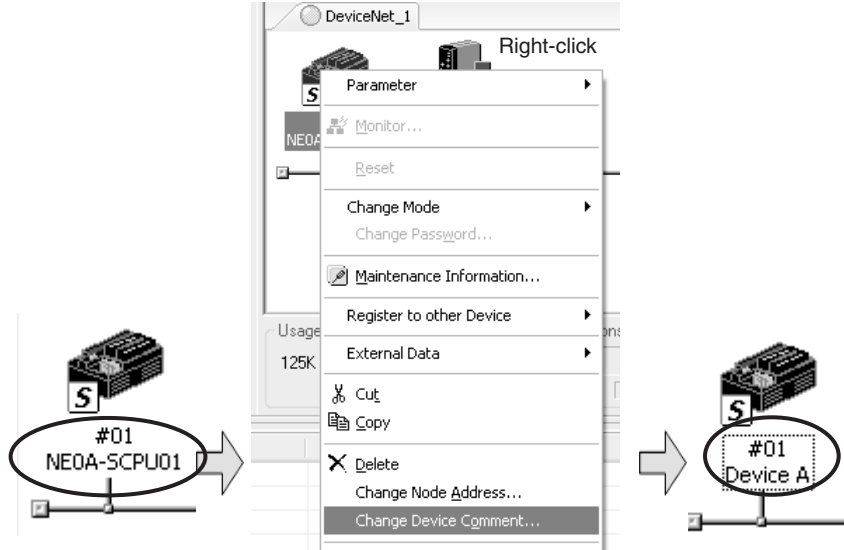 DeviceNet_1
Right-click
S
NE0A
Parameter
Monitor...
Reset
Change Mode
Change Password...
Maintenance Information...
Register to other Device
External Data
Usage
125K
Cut
Copy
Delete
Change Node Address...
Change Device Comment...
S
#01
NE0A-SCPU01
S
#01
Device A